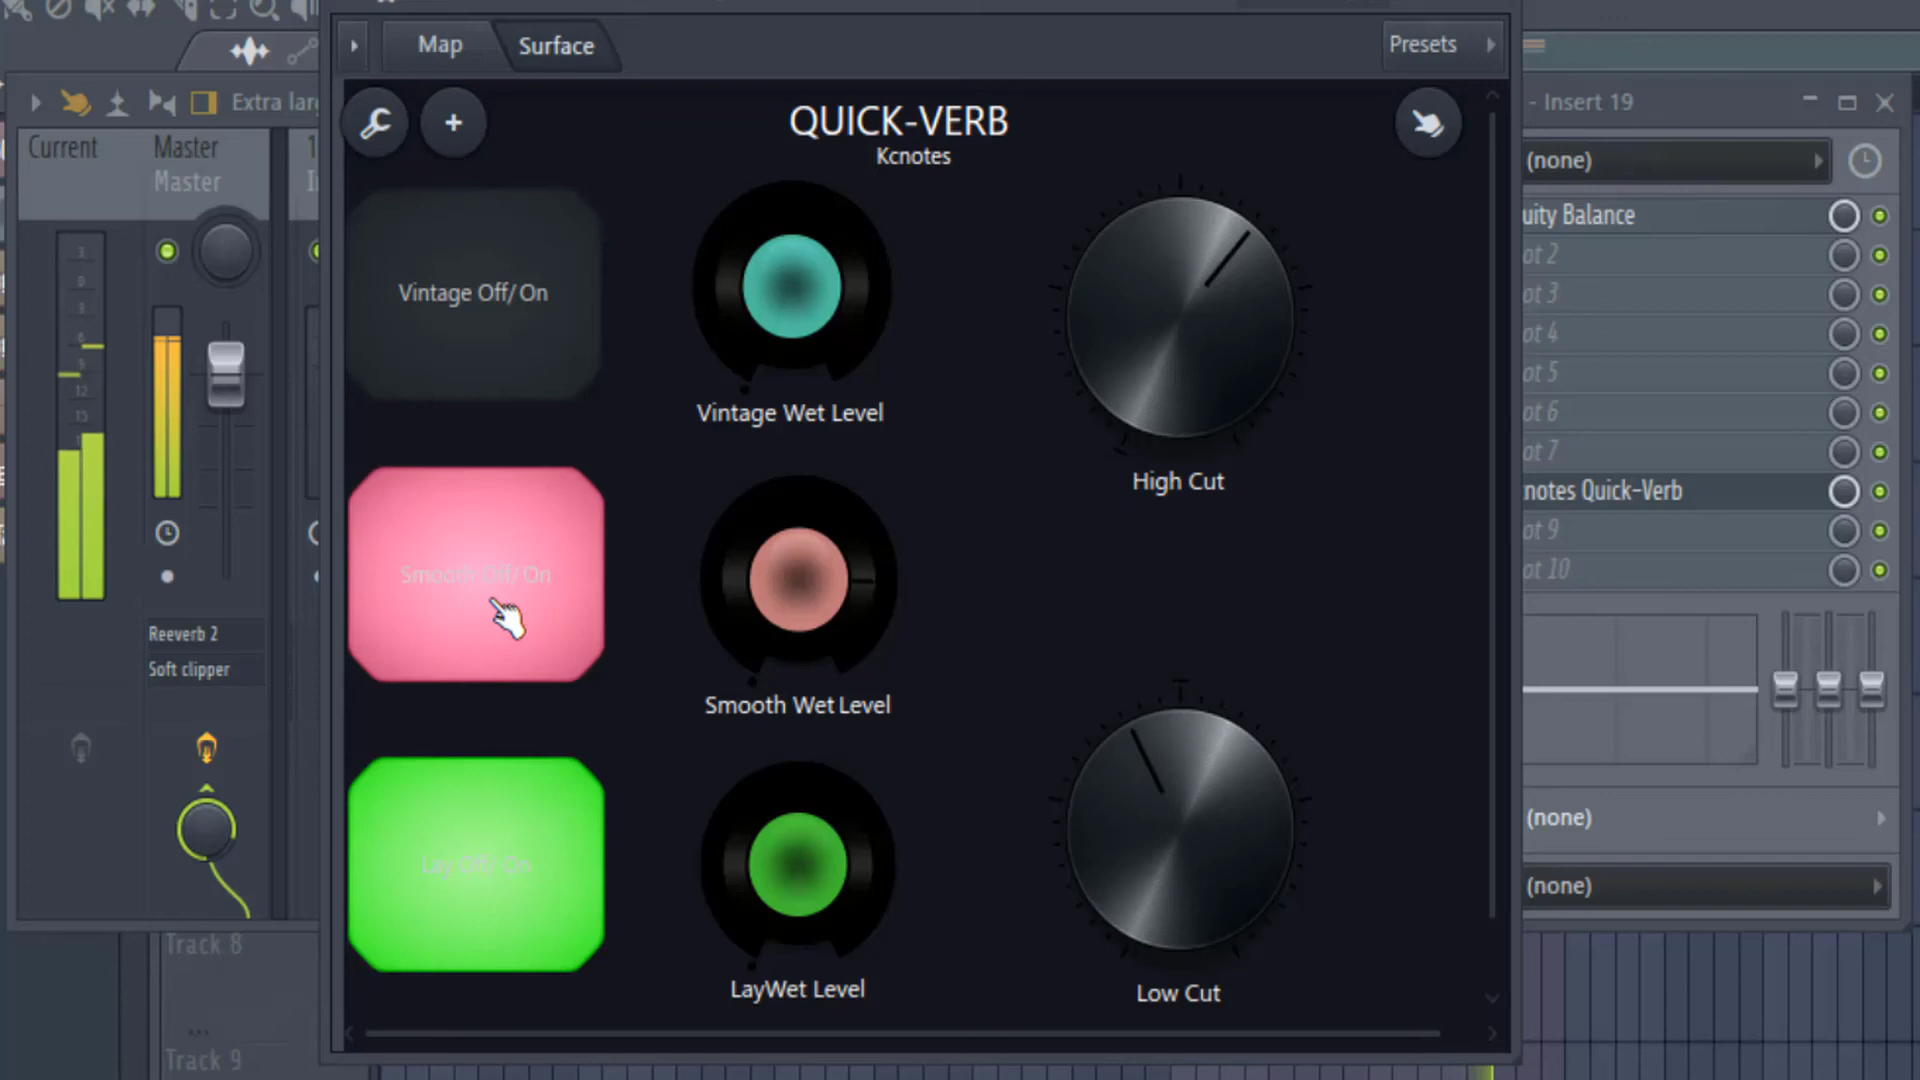 Map
Surface
Presets
QUICK-VERB
Kcnotes
Extra lar
- Insert 19
Current
Master
Master
(none)
uity Balance
ot 2
ot 3
ot 4
ot 5
ot 6
ot 7
notes Quick-Verb
ot 9
ot 10
Vintage Off/ On
Vintage Wet Level
High Cut
Smooth Off/ On
Smooth Wet Level
Reeverb 2
Soft clipper
Lay Off/ On
LayWet Level
Low Cut
(none)
(none)
Track 8
...
Track 9